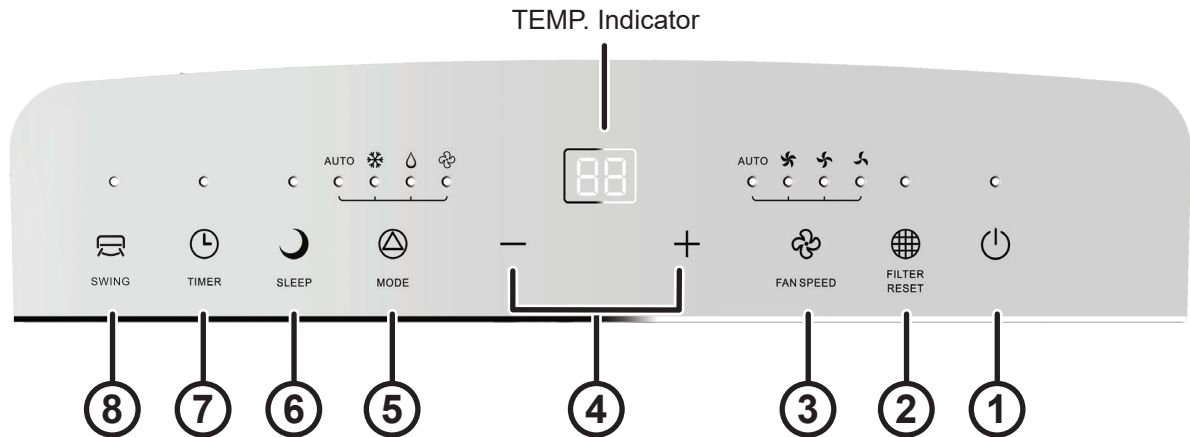 TEMP. Indicator
AUTO
88
AUTO
SWING
TIMER
SLEEP
MODE
− +
FAN SPEED
FILTER
RESET
8 7 6 5 4 3 2 1